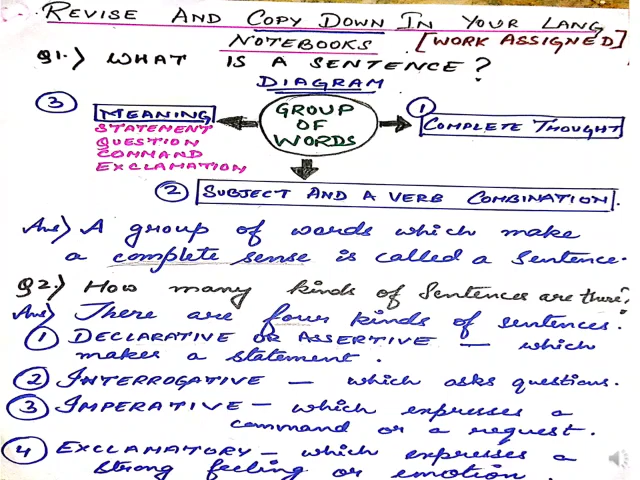 REVISE AND COPY DOWN IN YOUR LANG
NOTEBOOKS [WORK ASSIGNED]
Q1.) WHAT IS A SENTENCE?
DIAGRAM
③ MEANING
STATEMENT
QUESTION
COMMAND
EXCLAMATION
GROUP
OF
WORDS
① COMPLETE THOUGHT
② SUBJECT AND A VERB COMBINATION.
Ans) A group of words which make
a complete sense is called a sentence.
Q2.) How many kinds of Sentences are there?
Ans) There are four kinds of sentences.
① DECLARATIVE OR ASSERTIVE – which
makes a statement.
② INTERROGATIVE – which asks questions.
③ IMPERATIVE – which expresses a
command or a request.
④ EXCLAMATORY – which expresses a
strong feeling or emotion.